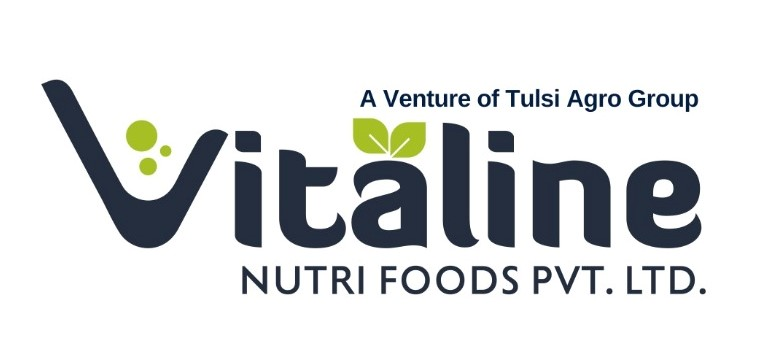 A Venture of Tulsi Agro Group
Vitaline
NUTRI FOODS PVT. LTD.